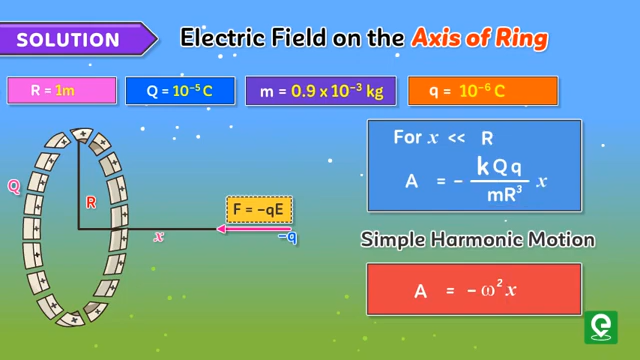 SOLUTION
Electric Field on the Axis of Ring
R = 1m
Q = 10⁻⁵ C
m = 0.9 x 10⁻³ kg
q = 10⁻⁶ C
For x << R
A = - kQq/mR³ x
Q
R
F = -qE
x
-q
Simple Harmonic Motion
A = - ω² x